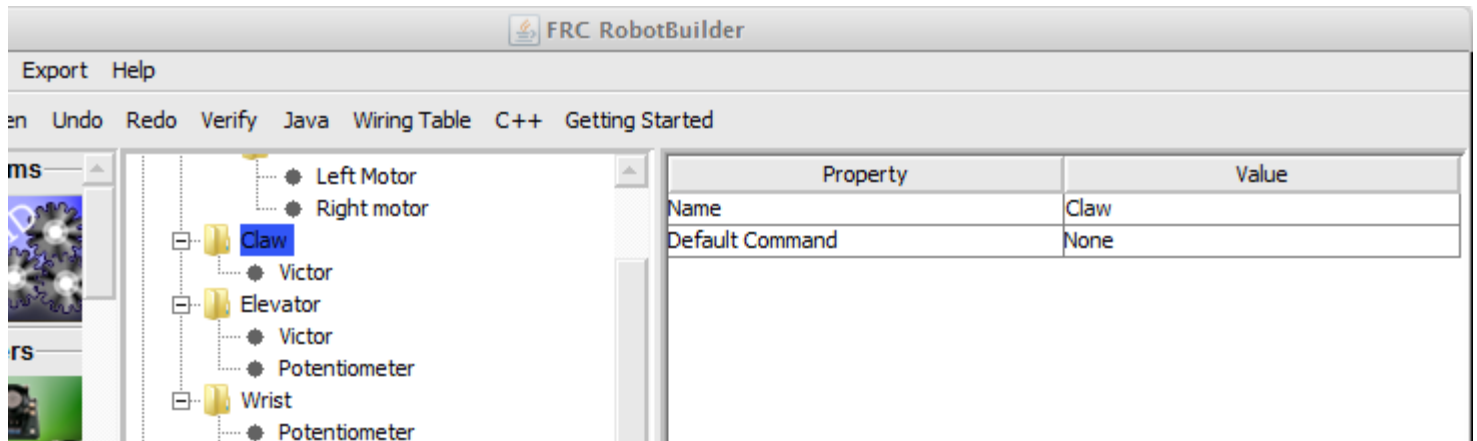 FRC RobotBuilder
Export Help
en Undo Redo Verify Java Wiring Table C++ Getting Started
ms
rs
Left Motor
Right motor
Claw
Victor
Elevator
Victor
Potentiometer
Wrist
Potentiometer
Property Value
Name Claw
Default Command None